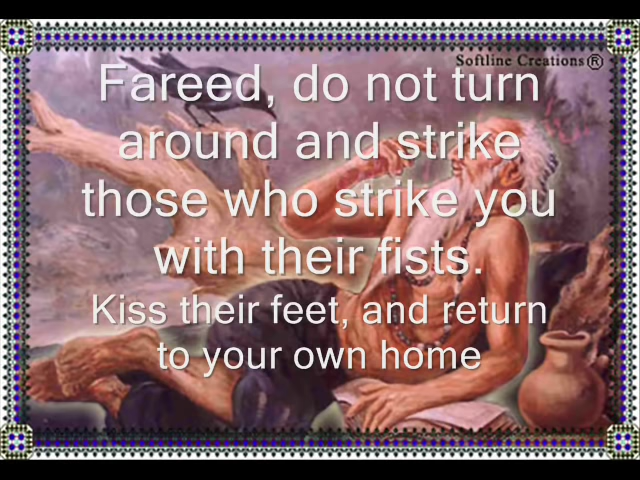 Softline Creations®
Fareed, do not turn
around and strike
those who strike you
with their fists.
Kiss their feet, and return
to your own home